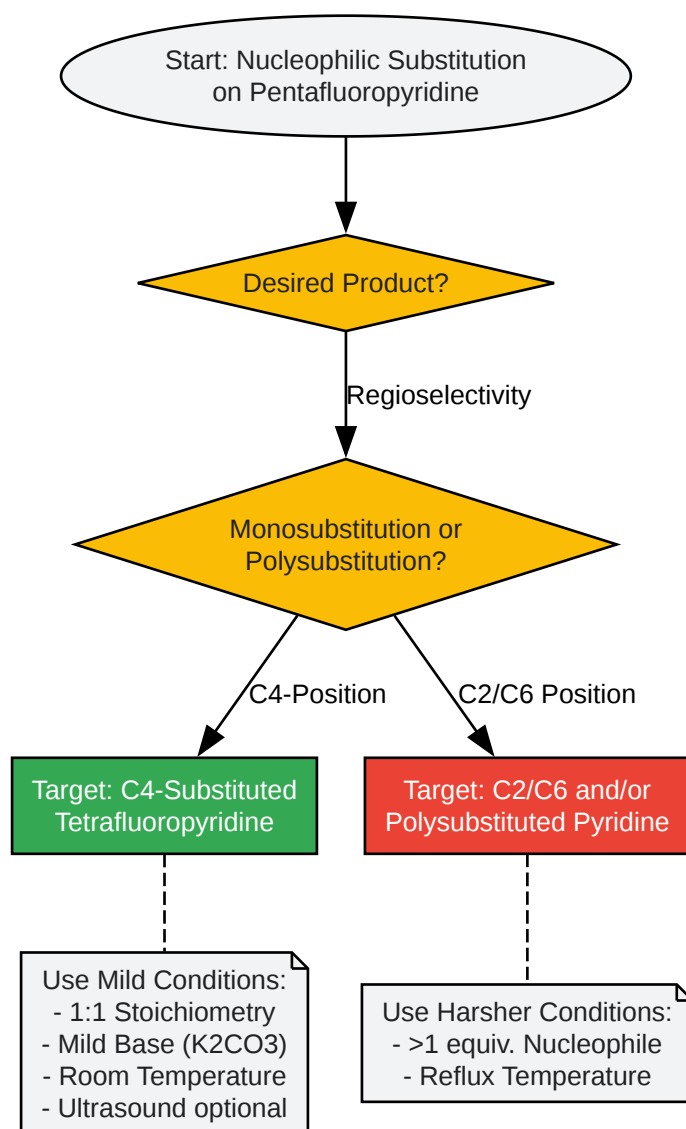 Start: Nucleophilic Substitution
on Pentafluoropyridine
Desired Product?
Regioselectivity
Monosubstitution or
Polysubstitution?
C4-Position
C2/C6 Position
Target: C4-Substituted
Tetrafluoropyridine
Target: C2/C6 and/or
Polysubstituted Pyridine
Use Mild Conditions:
- 1:1 Stoichiometry
- Mild Base (K2CO3)
- Room Temperature
- Ultrasound optional
Use Harsher Conditions:
- >1 equiv. Nucleophile
- Reflux Temperature